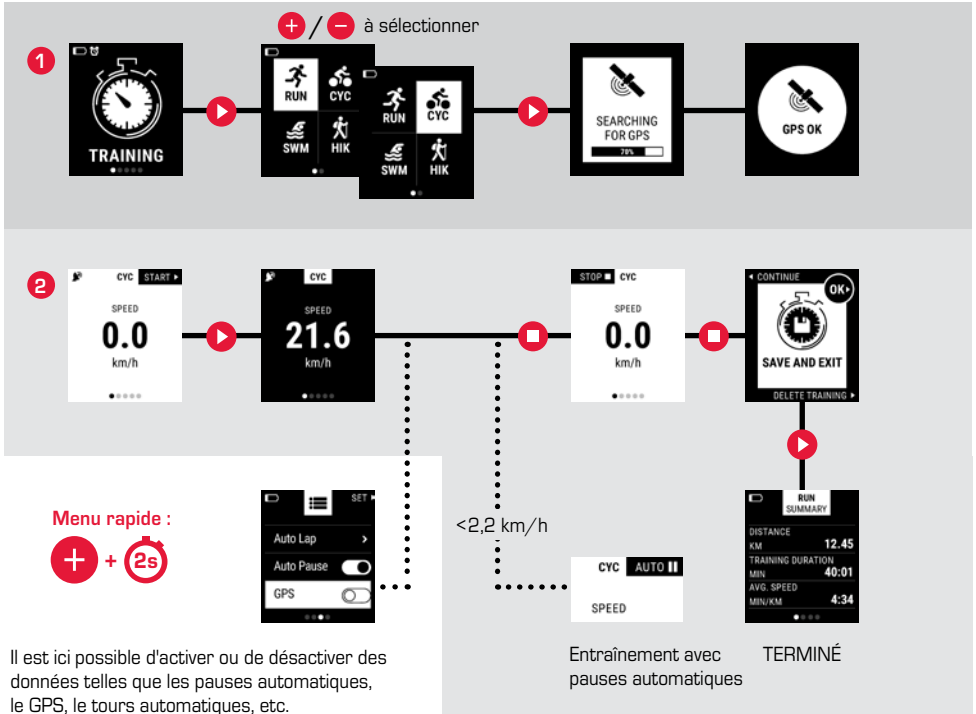 + / − à sélectionner
1
TRAINING
RUN CYC
SWM HIK
RUN CYC
SWM HIK
SEARCHING
FOR GPS
70%
GPS OK
2
CYC START
SPEED
0.0
km/h
CYC
SPEED
21.6
km/h
STOP CYC
SPEED
0.0
km/h
CONTINUE
OK
SAVE AND EXIT
DELETE TRAINING
Menu rapide :
+ + 2s
SET
Auto Lap >
Auto Pause
GPS
<2,2 km/h
CYC AUTO
SPEED
RUN
SUMMARY
DISTANCE
KM 12.45
TRAINING DURATION
MIN 40:01
AVG. SPEED
MIN/KM 4:34
Il est ici possible d'activer ou de désactiver des
données telles que les pauses automatiques,
le GPS, le tours automatiques, etc.
Entraînement avec
pauses automatiques
TERMINÉ